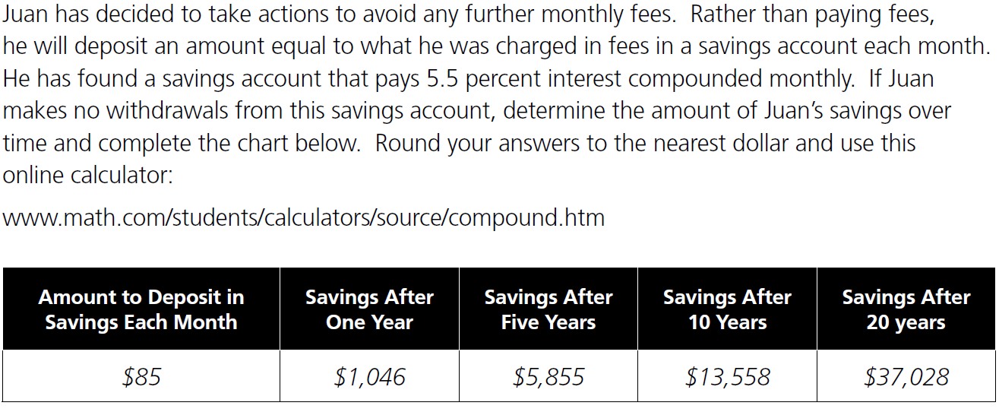 Juan has decided to take actions to avoid any further monthly fees.  Rather than paying fees,
he will deposit an amount equal to what he was charged in fees in a savings account each month.
He has found a savings account that pays 5.5 percent interest compounded monthly.  If Juan
makes no withdrawals from this savings account, determine the amount of Juan’s savings over
time and complete the chart below.  Round your answers to the nearest dollar and use this
online calculator:
www.math.com/students/calculators/source/compound.htm
Amount to Deposit in
Savings Each Month
Savings After
One Year
Savings After
Five Years
Savings After
10 Years
Savings After
20 years
$85
$1,046
$5,855
$13,558
$37,028